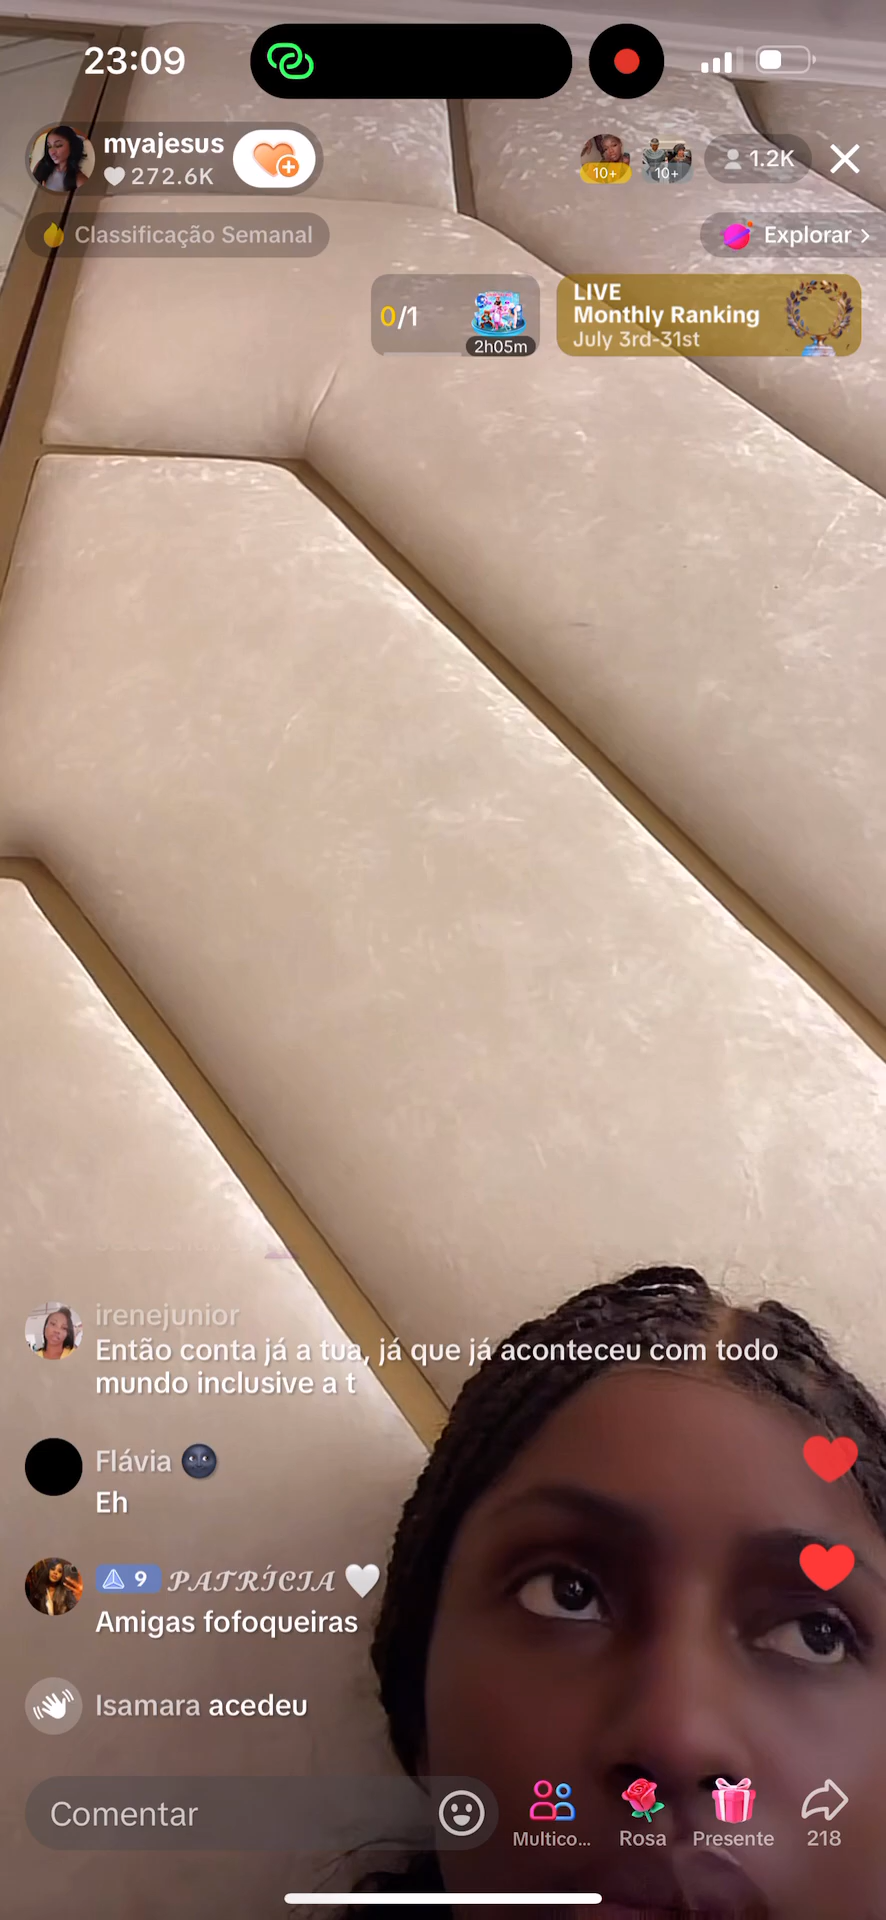 23:09
myajesus
272.6K
10+
10+
1.2K
Classificação Semanal
Explorar
0/1
2h05m
LIVE
Monthly Ranking
July 3rd-31st
irenejunior
Então conta já a tua, já que já aconteceu com todo
mundo inclusive a t
Flávia 🌚
Eh
9 𝓟𝓐𝓣𝓡Í𝓒𝓘𝓐 🤍
Amigas fofoqueiras
Isamara acedeu
Comentar
Multico...
Rosa
Presente
218